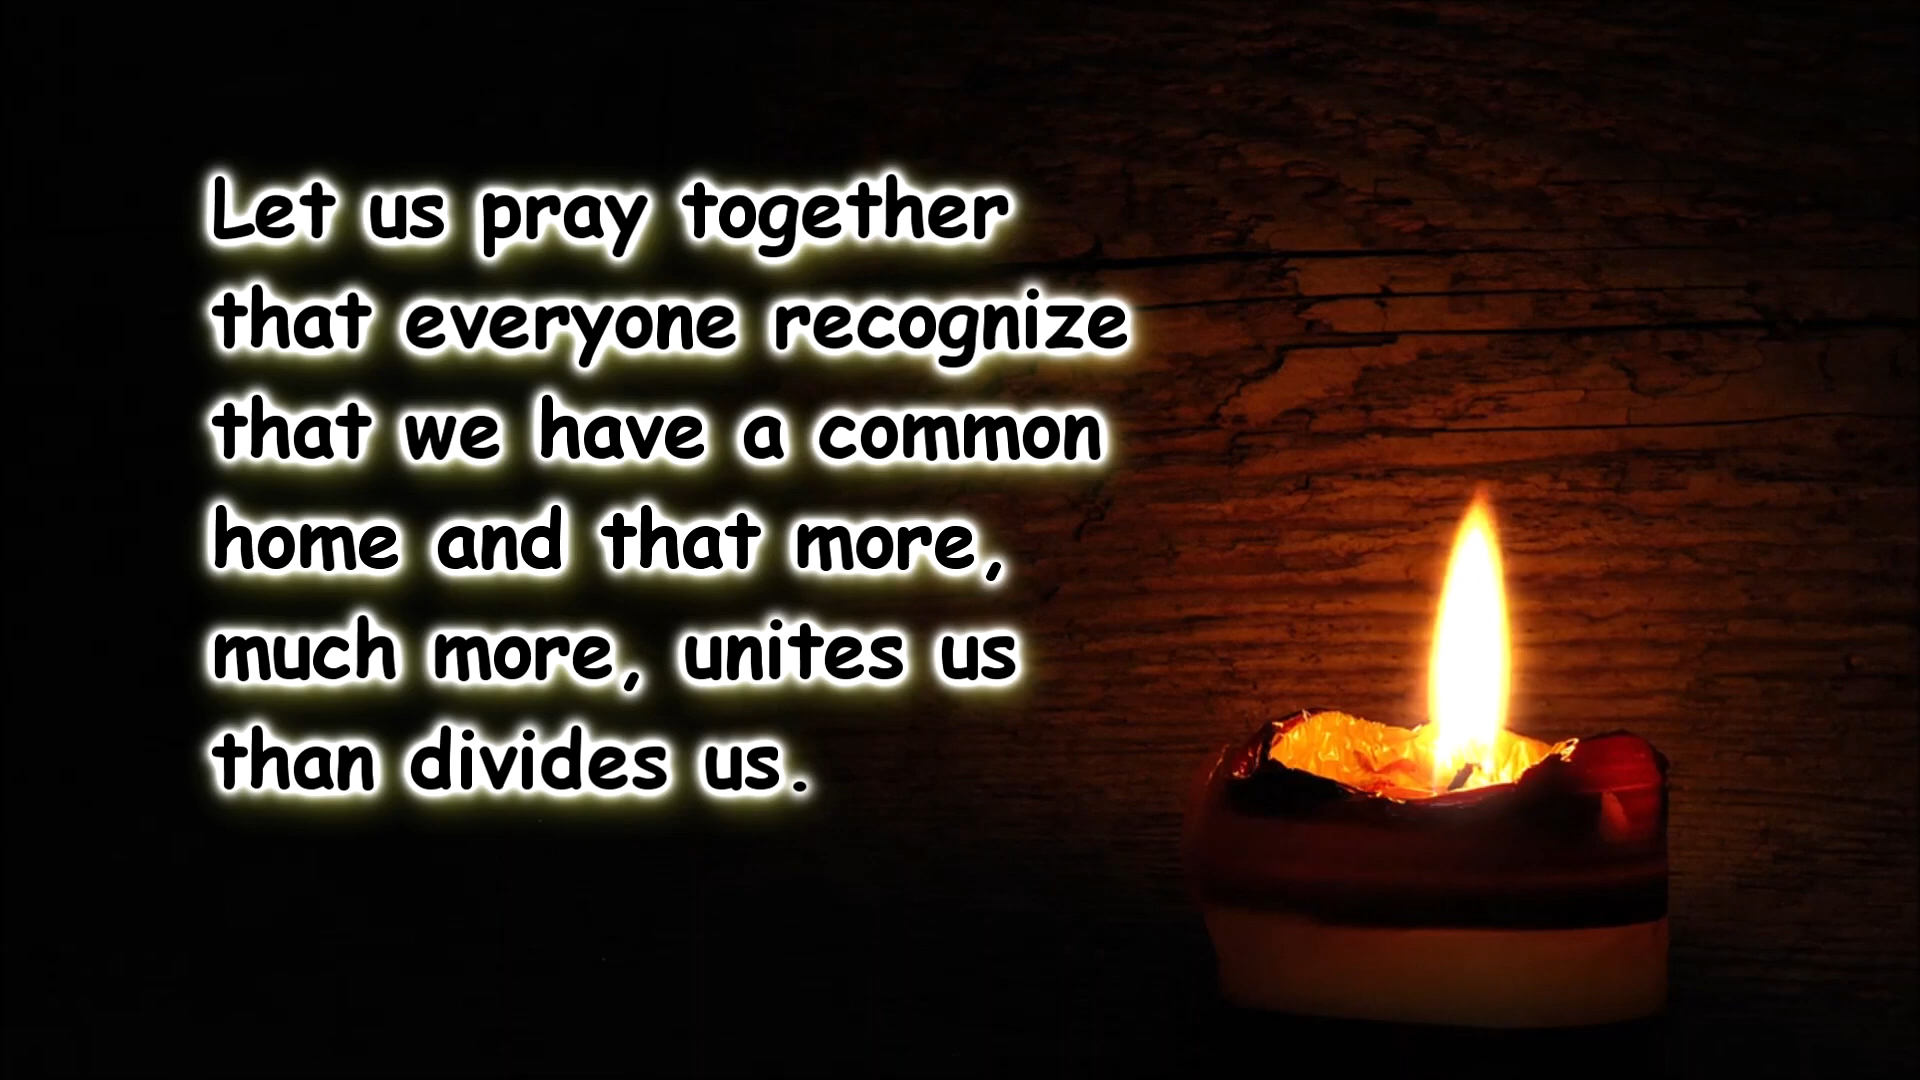 Let us pray together
that everyone recognize
that we have a common
home and that more,
much more, unites us
than divides us.